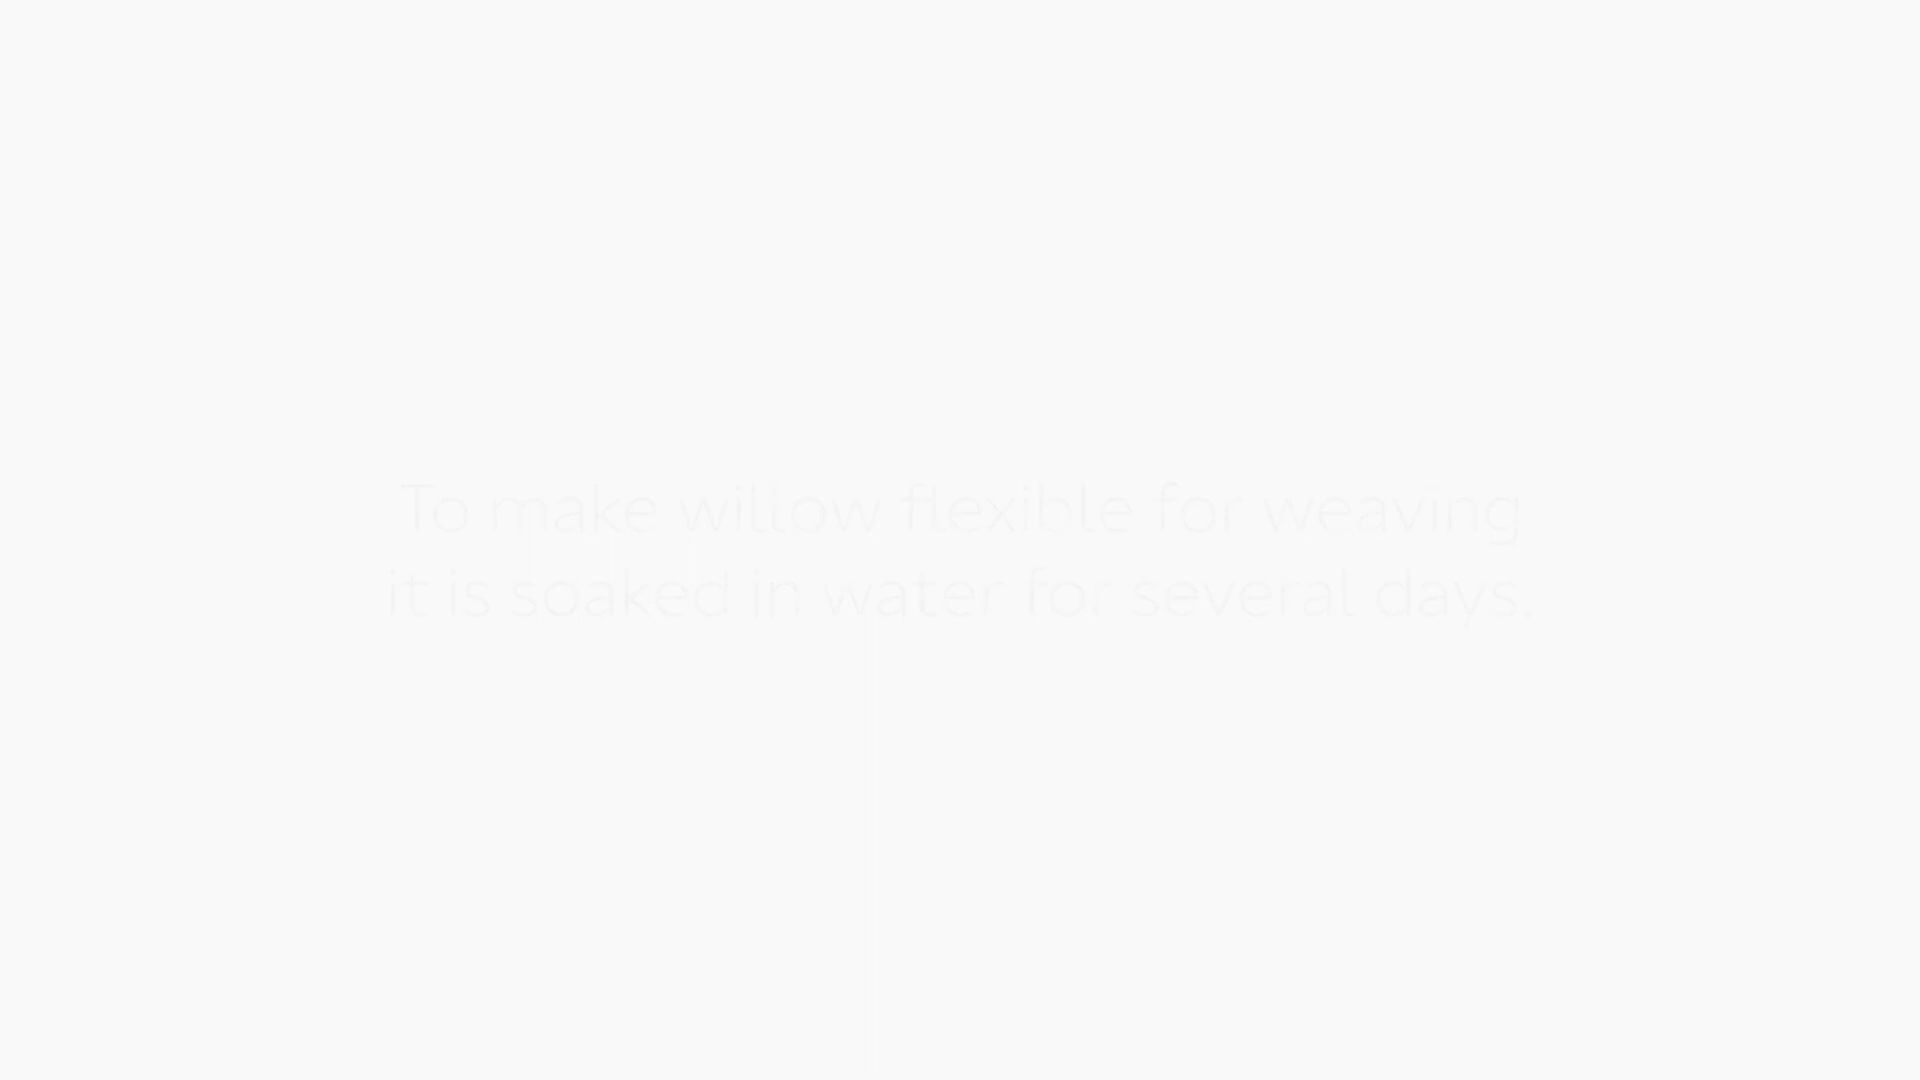 To make willow flexible for weaving
it is soaked in water for several days.